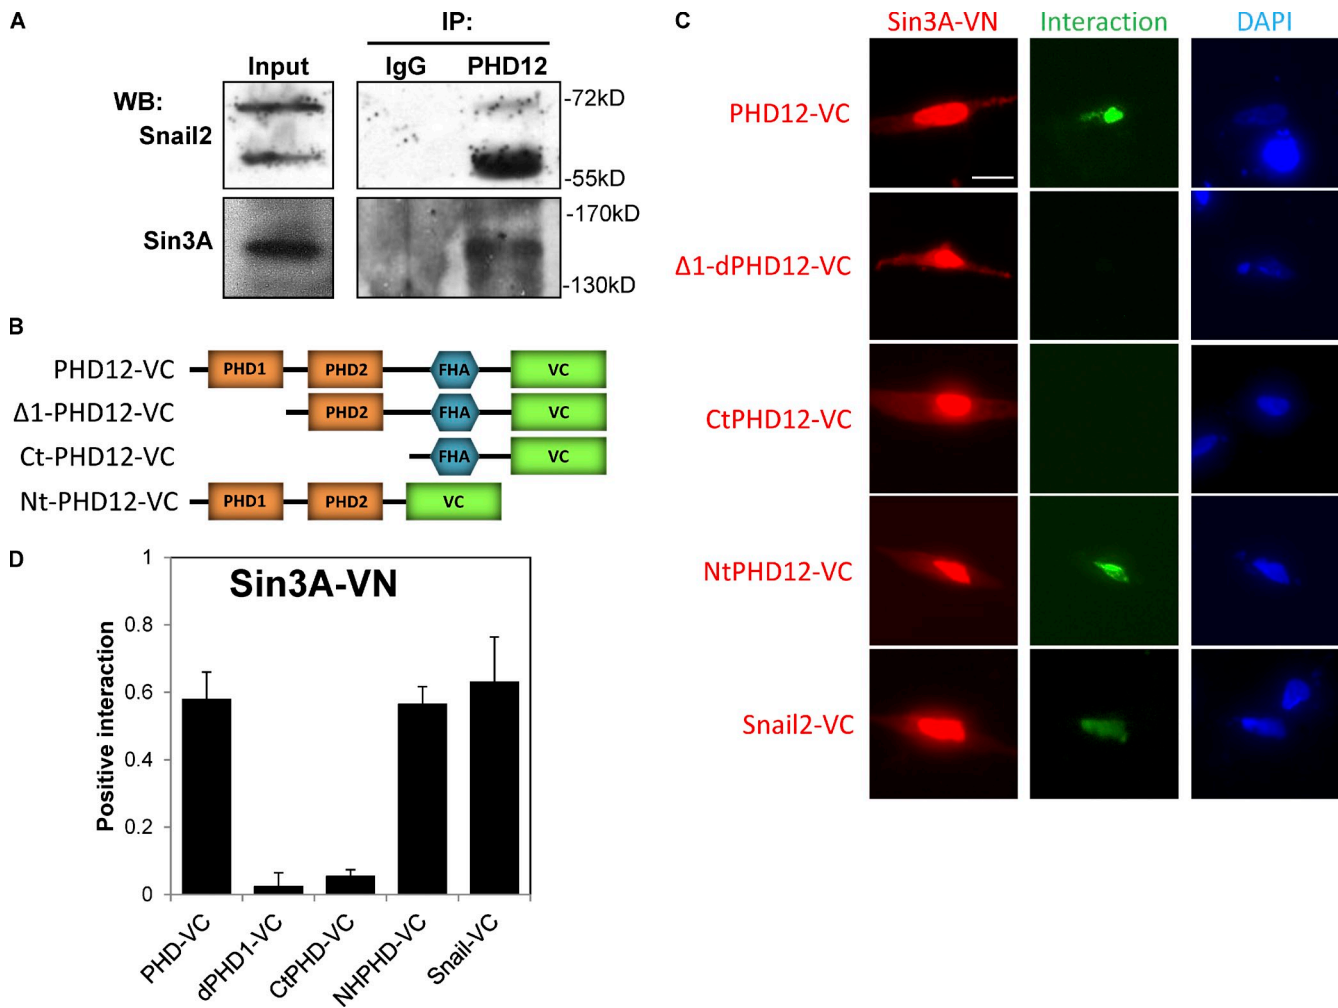 A
IP:
Input IgG PHD12
WB:
Snail2
-72kD
-55kD
Sin3A
-170kD
-130kD
B
PHD12-VC PHD1 PHD2 FHA VC
Δ1-PHD12-VC PHD2 FHA VC
Ct-PHD12-VC FHA VC
Nt-PHD12-VC PHD1 PHD2 VC
C
Sin3A-VN Interaction DAPI
PHD12-VC
Δ1-dPHD12-VC
CtPHD12-VC
NtPHD12-VC
Snail2-VC
D
Sin3A-VN
Positive interaction
1
0.8
0.6
0.4
0.2
0
PHD-VC
dPHD1-VC
CtPHD-VC
NHPHD-VC
Snail-VC